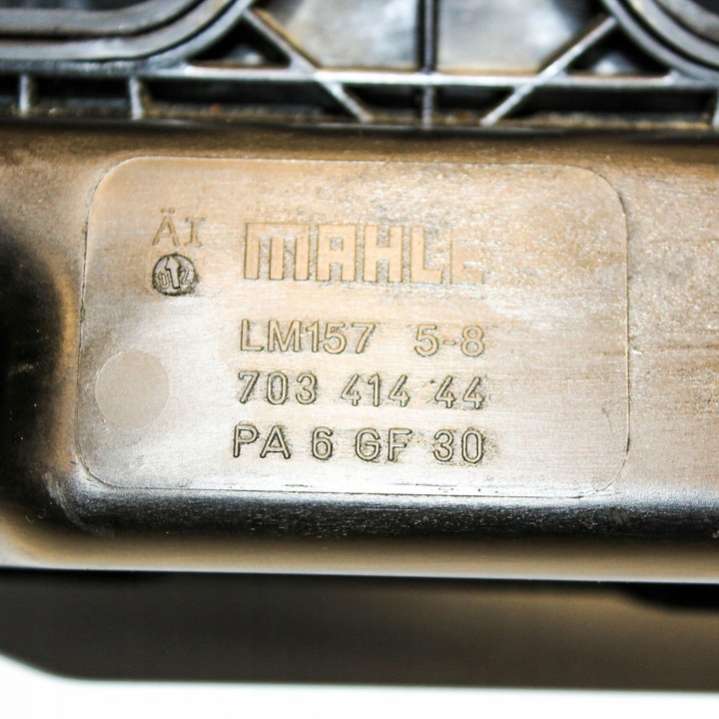 ÄI
MAHLE
LM157 5-8
703 414 44
PA 6 GF 30